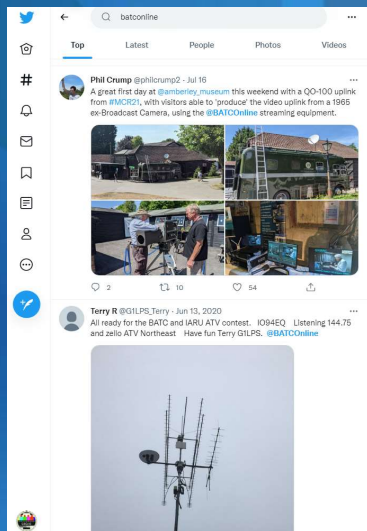 batconline
Top Latest People Photos Videos
Phil Crump @philcrump2 · Jul 16
A great first day at @amberley_museum this weekend with a QO-100 uplink
from #MCR21, with visitors able to 'produce' the video uplink from a 1965
ex-Broadcast Camera, using the @BATCOnline streaming equipment.
2 10 54
Terry R @G1LPS_Terry · Jun 13, 2020
All ready for the BATC and IARU ATV contest. IO94EQ Listening 144.75
and zello ATV Northeast Have fun Terry G1LPS. @BATCOnline